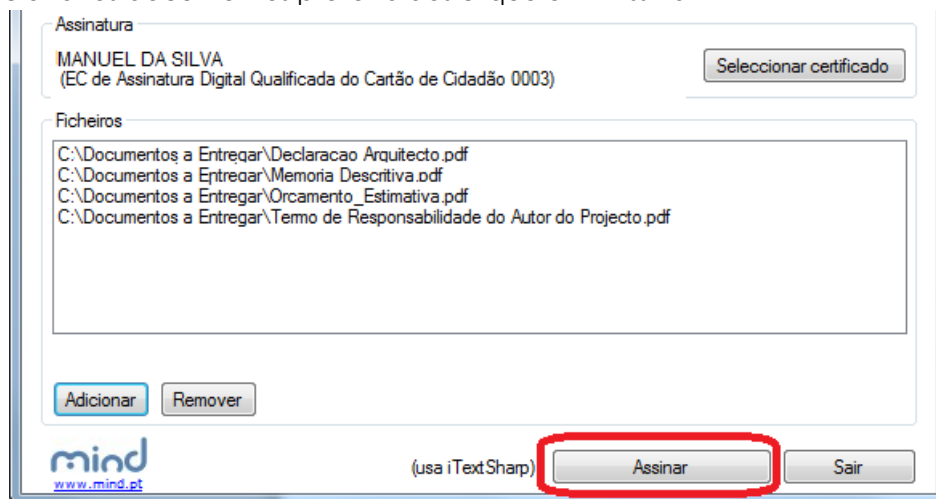 Assinatura
MANUEL DA SILVA
(EC de Assinatura Digital Qualificada do Cartão de Cidadão 0003)
Seleccionar certificado
Ficheiros
C:\Documentos a Entregar\Declaracao Arquitecto.pdf
C:\Documentos a Entregar\Memoria Descritiva.pdf
C:\Documentos a Entregar\Orcamento_Estimativa.pdf
C:\Documentos a Entregar\Termo de Responsabilidade do Autor do Projecto.pdf
Adicionar Remover
mind
www.mind.pt
(usa iTextSharp) Assinar Sair